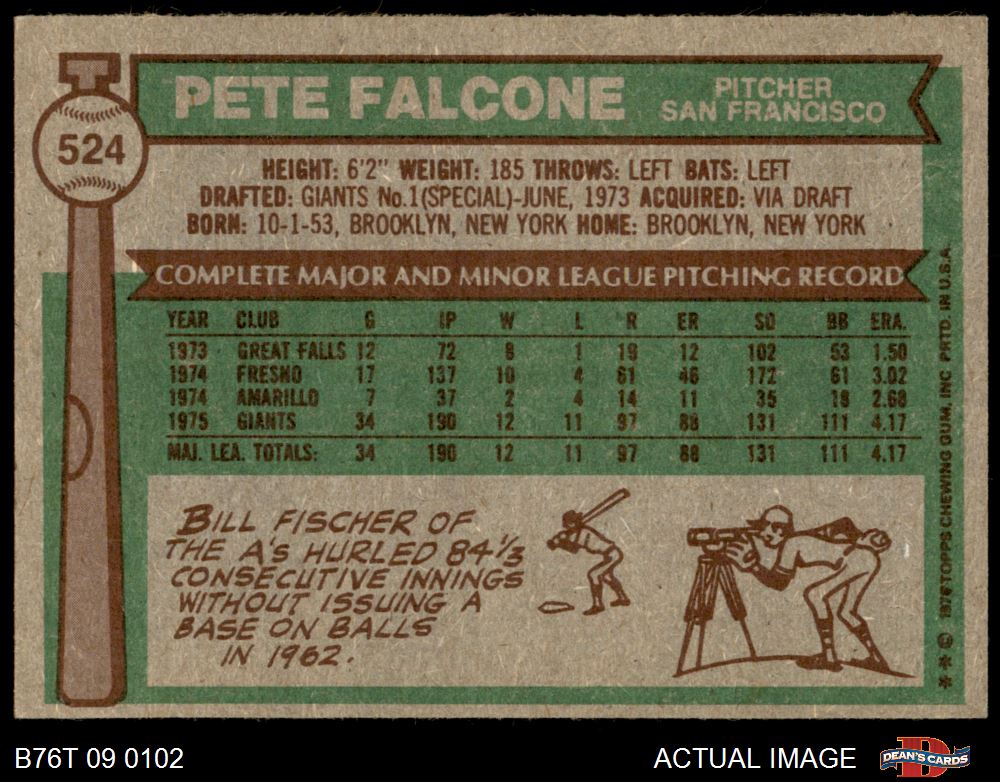 524
PETE FALCONE
PITCHER
SAN FRANCISCO
HEIGHT: 6'2" WEIGHT: 185 THROWS: LEFT BATS: LEFT
DRAFTED: GIANTS No.1(SPECIAL)-JUNE, 1973 ACQUIRED: VIA DRAFT
BORN: 10-1-53, BROOKLYN, NEW YORK HOME: BROOKLYN, NEW YORK
COMPLETE MAJOR AND MINOR LEAGUE PITCHING RECORD
YEAR CLUB G IP W L R ER SO BB ERA.
1973 GREAT FALLS 12 72 8 1 19 12 102 53 1.50
1974 FRESNO 17 137 10 4 61 46 172 61 3.02
1974 AMARILLO 7 37 2 4 14 11 35 18 2.68
1975 GIANTS 34 190 12 11 97 88 131 111 4.17
MAJ. LEA. TOTALS: 34 190 12 11 97 88 131 111 4.17
BILL FISCHER OF
THE A's HURLED 84 1/3
CONSECUTIVE INNINGS
WITHOUT ISSUING A
BASE ON BALLS
IN 1962.
** © 1976 TOPPS CHEWING GUM, INC PRTD. IN U.S.A
B76T 09 0102
ACTUAL IMAGE
DEAN'S CARDS